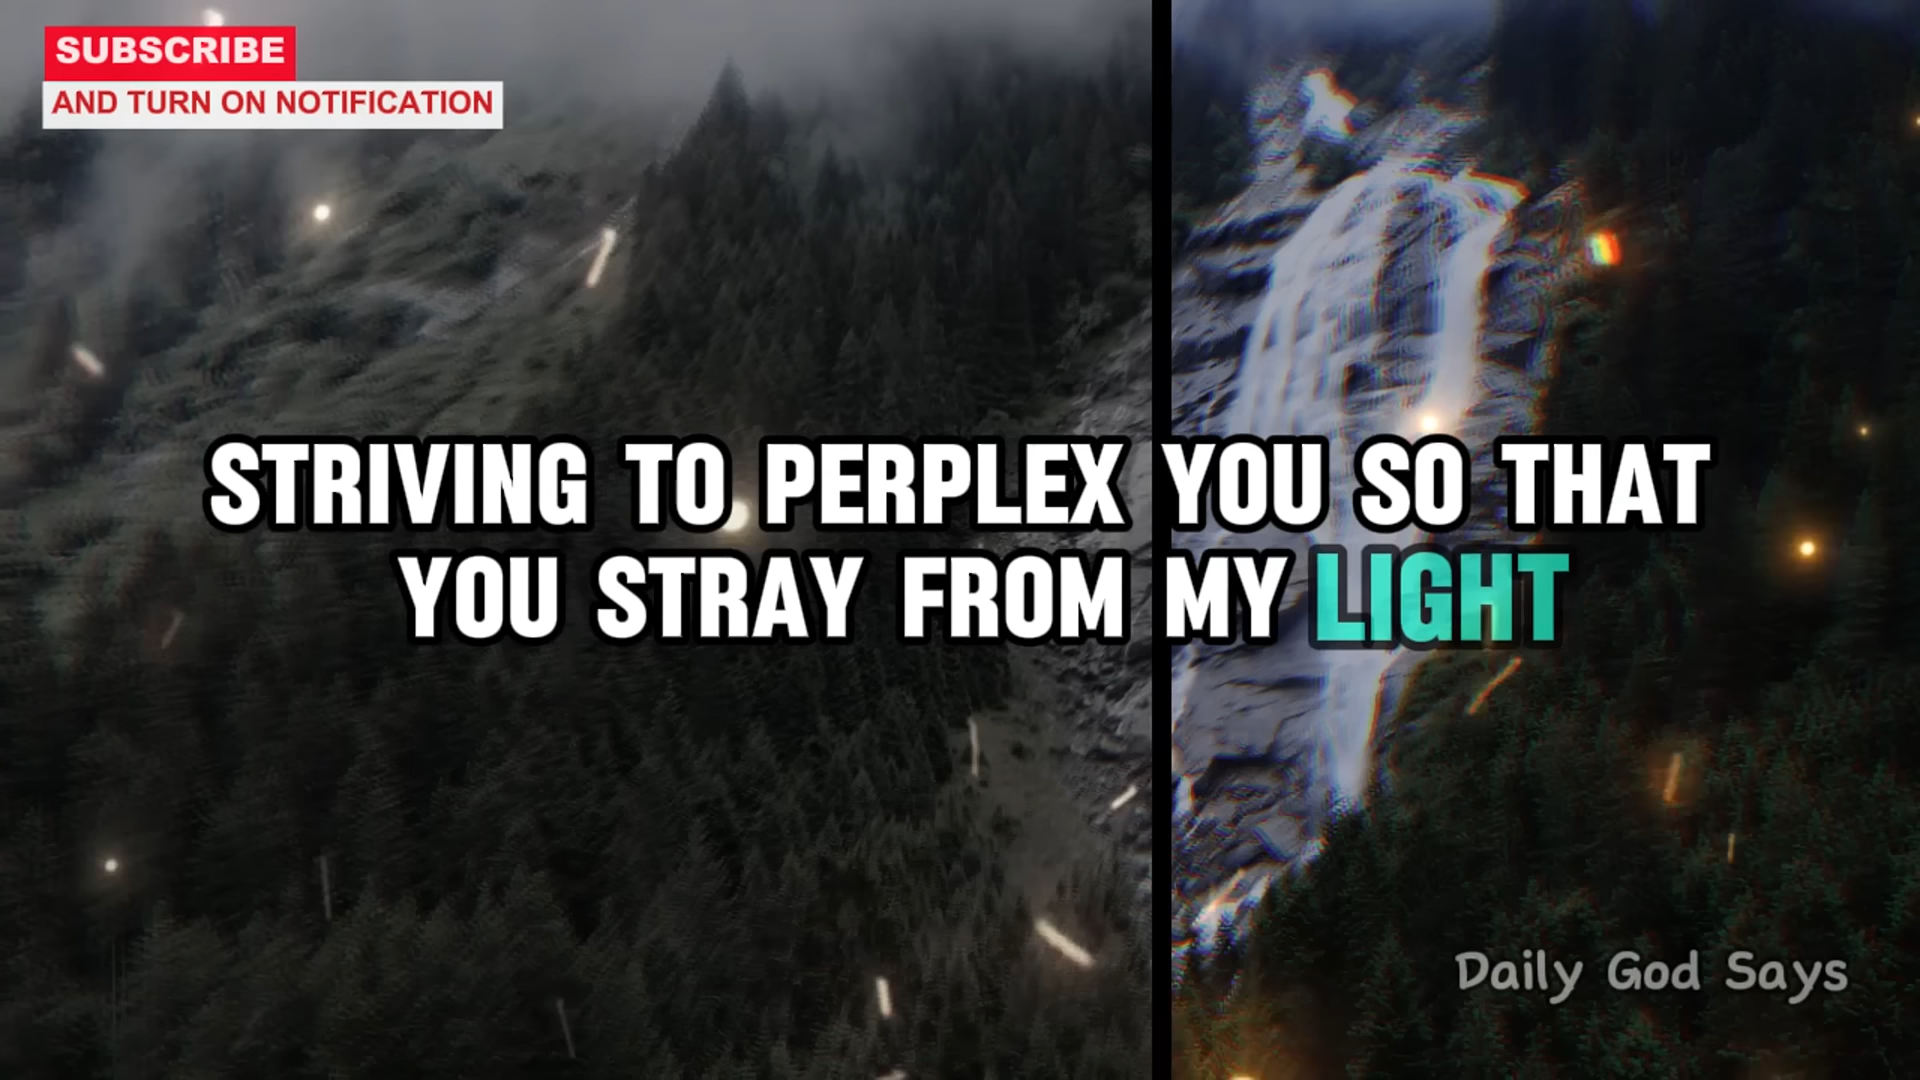 SUBSCRIBE
AND TURN ON NOTIFICATION
STRIVING TO PERPLEX YOU SO THAT
YOU STRAY FROM MY LIGHT
Daily God Says